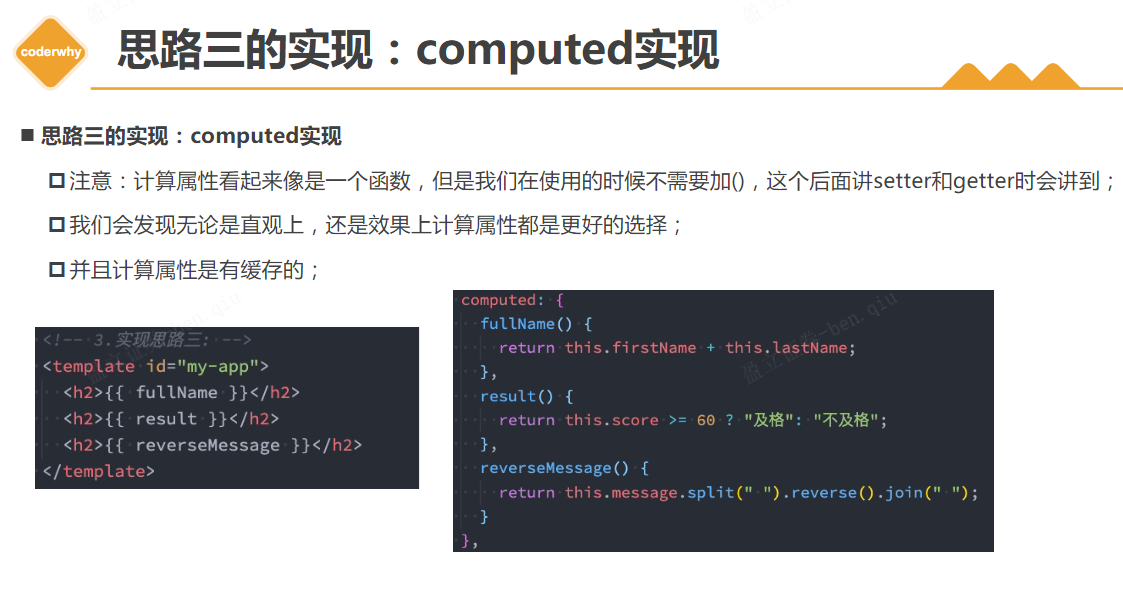 coderwhy
思路三的实现：computed实现
■ 思路三的实现：computed实现
注意：计算属性看起来像是一个函数，但是我们在使用的时候不需要加()，这个后面讲setter和getter时会讲到；
我们会发现无论是直观上，还是效果上计算属性都是更好的选择；
并且计算属性是有缓存的；
<!-- 3.实现思路三: -->
<template id="my-app">
<h2>{{ fullName }}</h2>
<h2>{{ result }}</h2>
<h2>{{ reverseMessage }}</h2>
</template>
computed: {
fullName() {
return this.firstName + this.lastName;
},
result() {
return this.score >= 60 ? "及格": "不及格";
},
reverseMessage() {
return this.message.split(" ").reverse().join(" ");
}
},